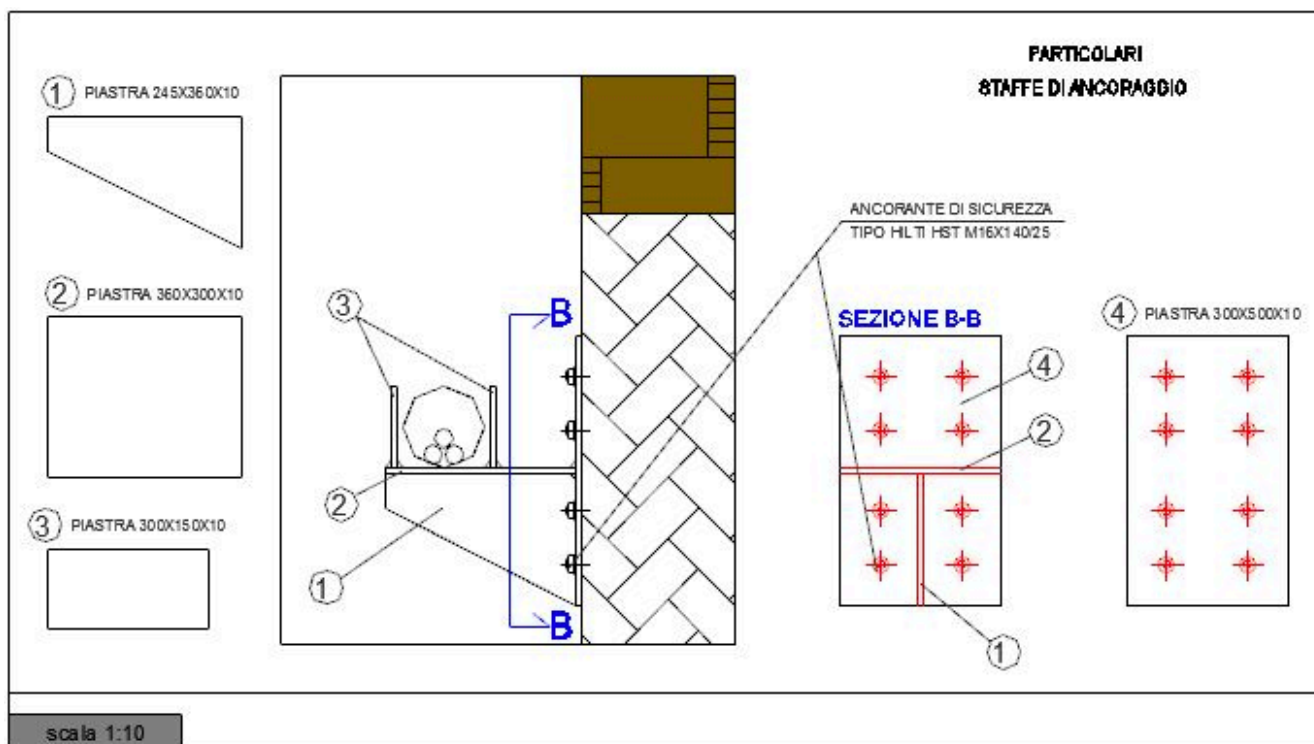 PARTICOLARI
STAFFE DI ANCORAGGIO
1 PIASTRA 245X360X10
2 PIASTRA 360X300X10
3 PIASTRA 300X150X10
3
B
2
1
B
ANCORANTE DI SICUREZZA
TIPO HILTI HST M16X140/25
SEZIONE B-B
4
2
1
4 PIASTRA 300X500X10
scala 1:10